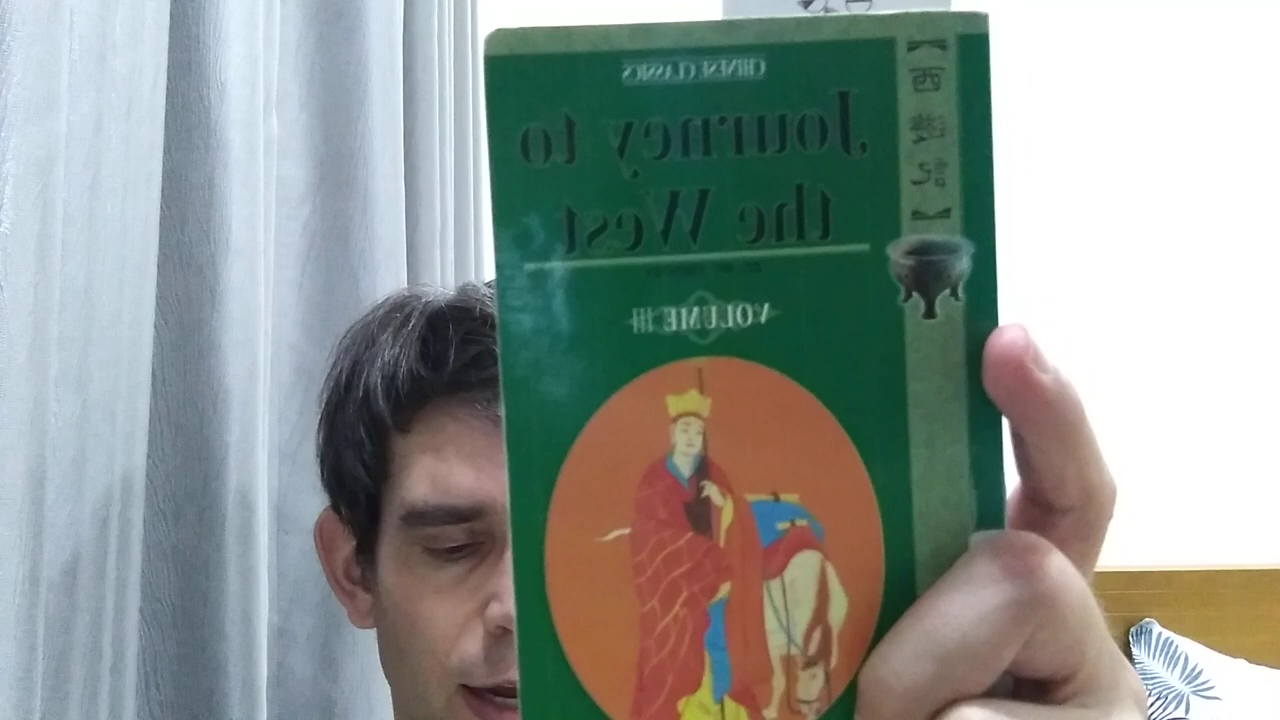 CHINESE CLASSICS
Journey to
the West
VOLUME III
【西遊記】